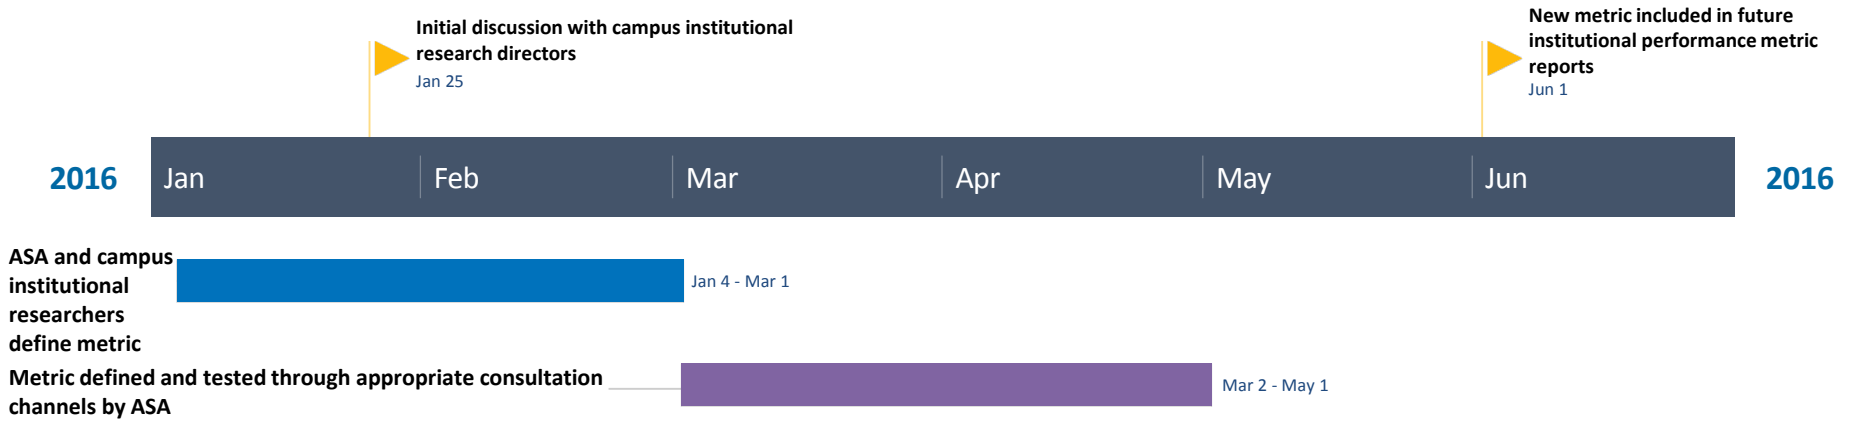 Initial discussion with campus institutional
research directors
Jan 25
New metric included in future
institutional performance metric
reports
Jun 1
2016 Jan Feb Mar Apr May Jun 2016
ASA and campus
institutional
researchers
define metric
Jan 4 - Mar 1
Metric defined and tested through appropriate consultation
channels by ASA
Mar 2 - May 1